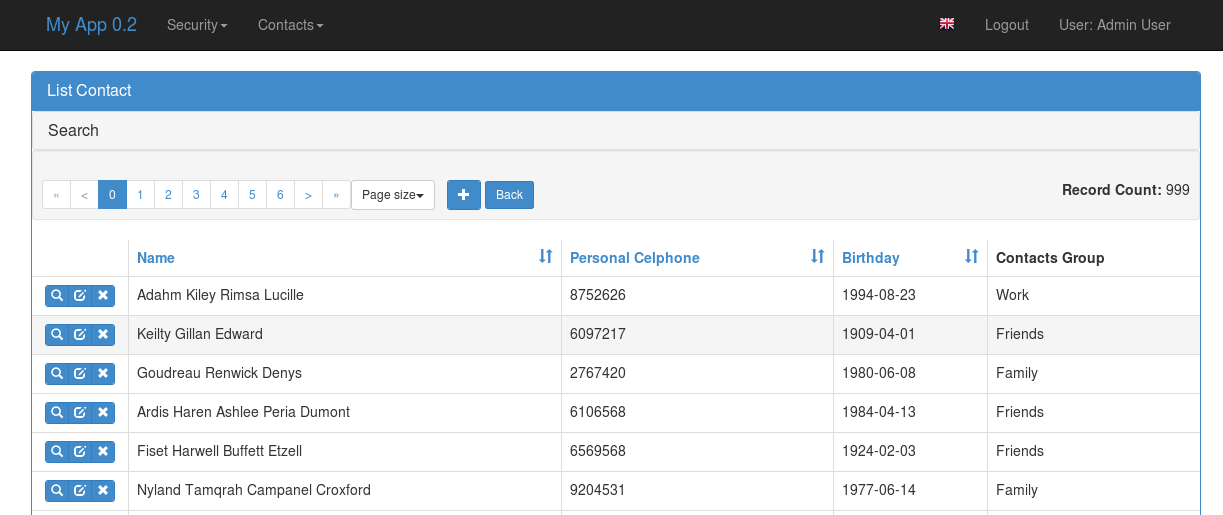 My App 0.2 Security Contacts Logout User: Admin User
List Contact
Search
« < 0 1 2 3 4 5 6 > » Page size Back Record Count: 999
Name Personal Celphone Birthday Contacts Group
Adahm Kiley Rimsa Lucille 8752626 1994-08-23 Work
Keilty Gillan Edward 6097217 1909-04-01 Friends
Goudreau Renwick Denys 2767420 1980-06-08 Family
Ardis Haren Ashlee Peria Dumont 6106568 1984-04-13 Friends
Fiset Harwell Buffett Etzell 6569568 1924-02-03 Friends
Nyland Tamqrah Campanel Croxford 9204531 1977-06-14 Family